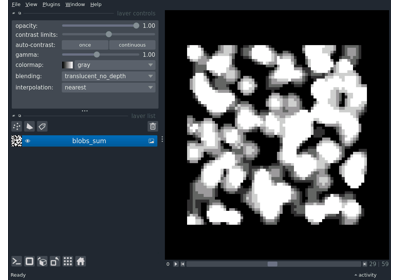 File View Plugins Window Help
layer controls
opacity: 1.00
contrast limits:
auto-contrast: once continuous
gamma: 1.00
colormap: gray
blending: translucent_no_depth
interpolation: nearest
layer list
blobs_sum
29 59
Ready
activity